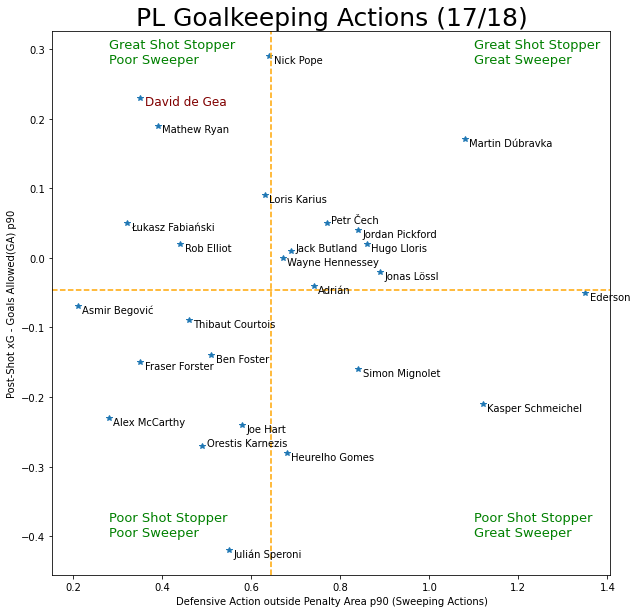 PL Goalkeeping Actions (17/18)
Great Shot Stopper
Poor Sweeper
Great Shot Stopper
Great Sweeper
Nick Pope
David de Gea
Mathew Ryan
Martin Dúbravka
Loris Karius
Petr Čech
Łukasz Fabiański
Jordan Pickford
Rob Elliot
Jack Butland
Hugo Lloris
Wayne Hennessey
Jonas Lössl
Adrián
Ederson
Asmir Begović
Thibaut Courtois
Ben Foster
Fraser Forster
Simon Mignolet
Kasper Schmeichel
Alex McCarthy
Joe Hart
Orestis Karnezis
Heurelho Gomes
Poor Shot Stopper
Poor Sweeper
Poor Shot Stopper
Great Sweeper
Julián Speroni
0.3
0.2
0.1
0.0
−0.1
−0.2
−0.3
−0.4
Post-Shot xG - Goals Allowed(GA) p90
0.2 0.4 0.6 0.8 1.0 1.2 1.4
Defensive Action outside Penalty Area p90 (Sweeping Actions)